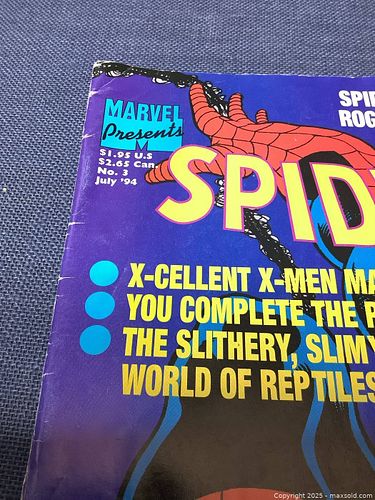 MARVEL
Presents
M
$1.95 U.S
$2.65 Can.
No. 3
July '94
SPI
ROG
SPID
X-CELLENT X-MEN MA
YOU COMPLETE THE P
THE SLITHERY, SLIMY
WORLD OF REPTILES
Copyright 2025 - maxsold.com